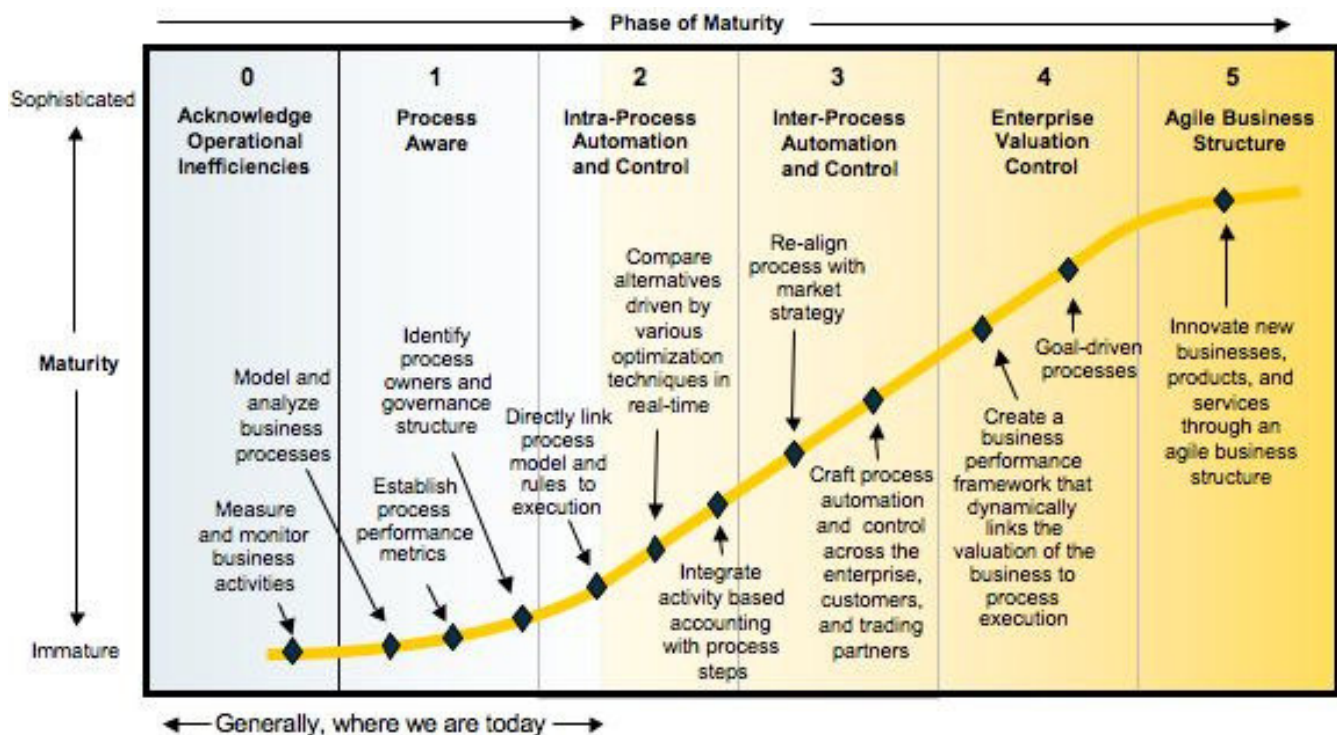 Phase of Maturity
0
Acknowledge
Operational
Inefficiencies
1
Process
Aware
2
Intra-Process
Automation
and Control
3
Inter-Process
Automation
and Control
4
Enterprise
Valuation
Control
5
Agile Business
Structure
Sophisticated
Maturity
Immature
Measure
and monitor
business
activities
Model and
analyze
business
processes
Establish
process
performance
metrics
Identify
process
owners and
governance
structure
Directly link
process
model and
rules to
execution
Compare
alternatives
driven by
various
optimization
techniques in
real-time
Integrate
activity based
accounting
with process
steps
Re-align
process with
market
strategy
Craft process
automation
and control
across the
enterprise,
customers,
and trading
partners
Create a
business
performance
framework that
dynamically
links the
valuation of the
business to
process
execution
Goal-driven
processes
Innovate new
businesses,
products, and
services
through an
agile business
structure
Generally, where we are today